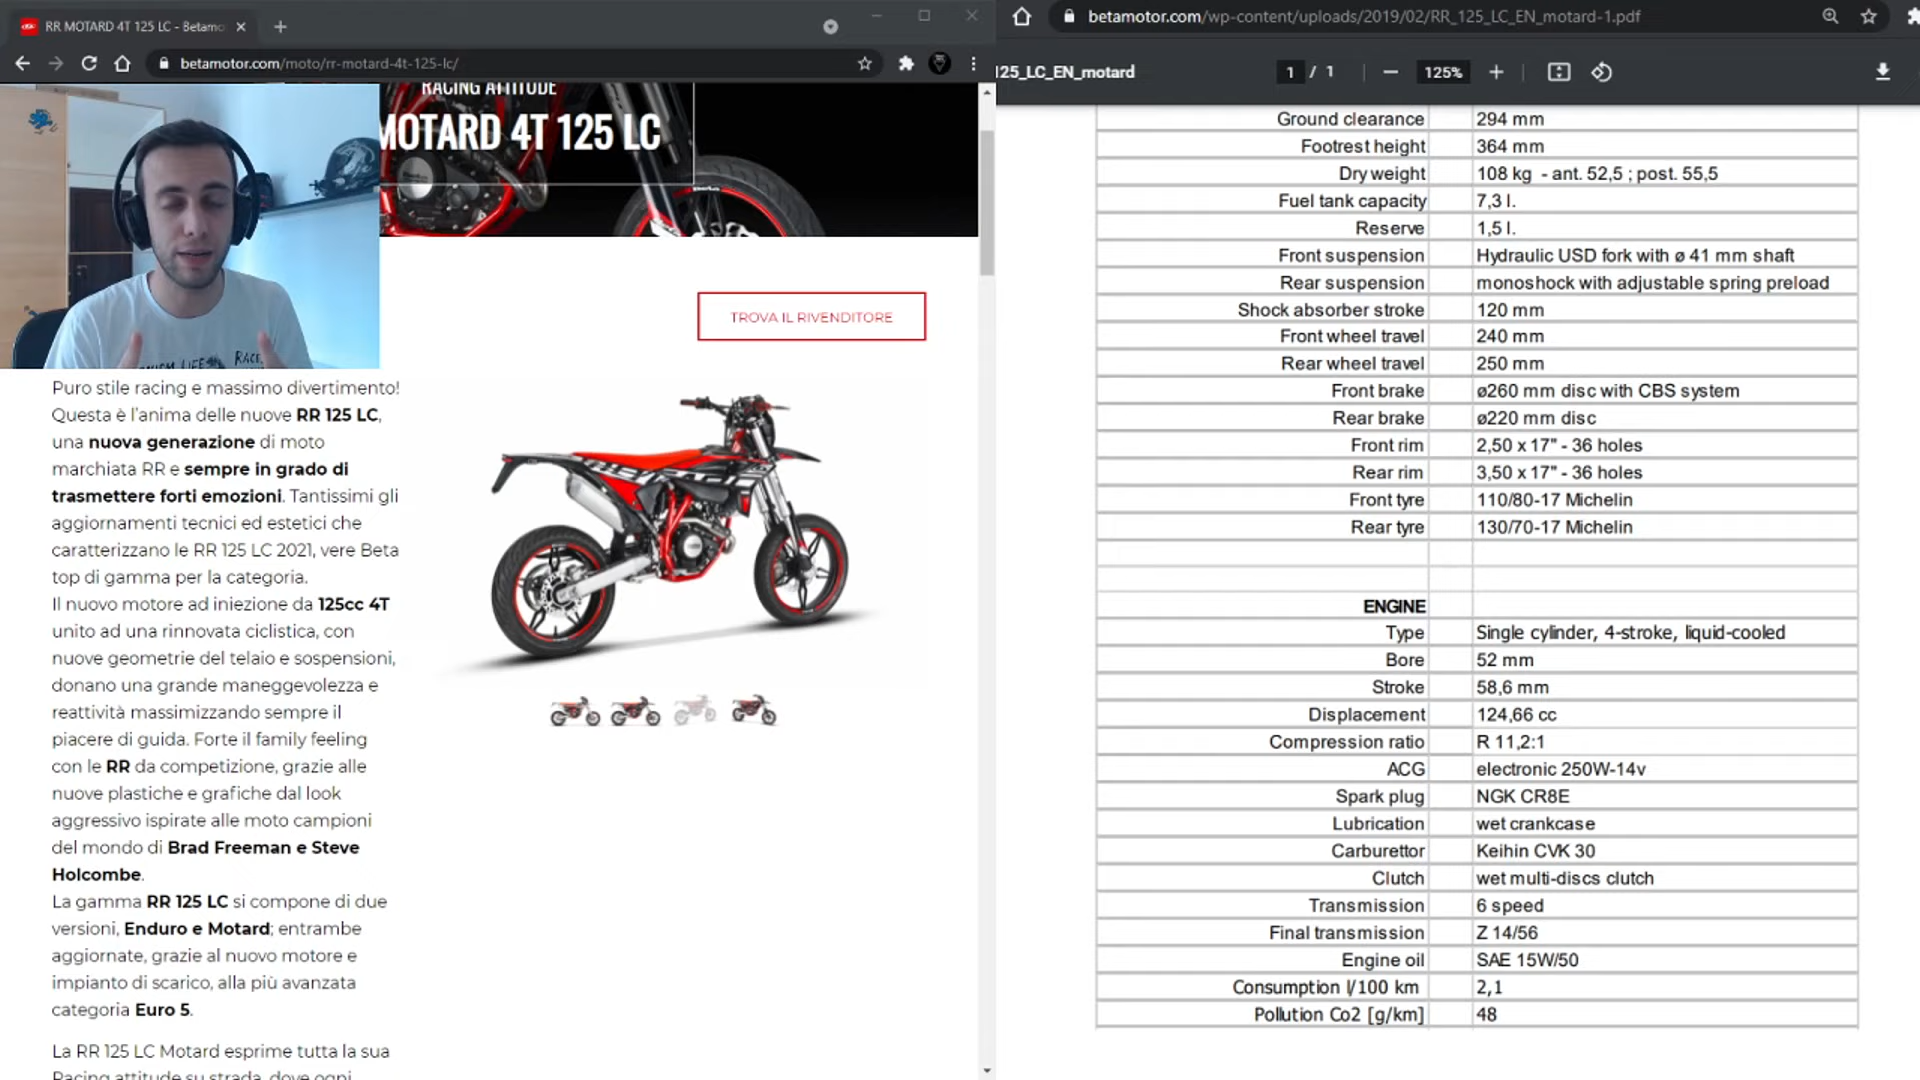 RR MOTARD 4T 125 LC - Betamo
betamotor.com/moto/rr-motard-4t-125-lc/
RACING ATTITUDE
MOTARD 4T 125 LC
TROVA IL RIVENDITORE
Puro stile racing e massimo divertimento!
Questa è l'anima delle nuove RR 125 LC,
una nuova generazione di moto
marchiata RR e sempre in grado di
trasmettere forti emozioni. Tantissimi gli
aggiornamenti tecnici ed estetici che
caratterizzano le RR 125 LC 2021, vere Beta
top di gamma per la categoria.
Il nuovo motore ad iniezione da 125cc 4T
unito ad una rinnovata ciclistica, con
nuove geometrie del telaio e sospensioni,
donano una grande maneggevolezza e
reattività massimizzando sempre il
piacere di guida. Forte il family feeling
con le RR da competizione, grazie alle
nuove plastiche e grafiche dal look
aggressivo ispirate alle moto campioni
del mondo di Brad Freeman e Steve
Holcombe.
La gamma RR 125 LC si compone di due
versioni, Enduro e Motard; entrambe
aggiornate, grazie al nuovo motore e
impianto di scarico, alla più avanzata
categoria Euro 5.
La RR 125 LC Motard esprime tutta la sua
Racing attitude su strada, dove ogni
betamotor.com/wp-content/uploads/2019/02/RR_125_LC_EN_motard-1.pdf
125_LC_EN_motard
1 / 1
125%
Ground clearance 294 mm
Footrest height 364 mm
Dry weight 108 kg - ant. 52,5 ; post. 55,5
Fuel tank capacity 7,3 l.
Reserve 1,5 l.
Front suspension Hydraulic USD fork with ø 41 mm shaft
Rear suspension monoshock with adjustable spring preload
Shock absorber stroke 120 mm
Front wheel travel 240 mm
Rear wheel travel 250 mm
Front brake ø260 mm disc with CBS system
Rear brake ø220 mm disc
Front rim 2,50 x 17" - 36 holes
Rear rim 3,50 x 17" - 36 holes
Front tyre 110/80-17 Michelin
Rear tyre 130/70-17 Michelin
ENGINE
Type Single cylinder, 4-stroke, liquid-cooled
Bore 52 mm
Stroke 58,6 mm
Displacement 124,66 cc
Compression ratio R 11,2:1
ACG electronic 250W-14v
Spark plug NGK CR8E
Lubrication wet crankcase
Carburettor Keihin CVK 30
Clutch wet multi-discs clutch
Transmission 6 speed
Final transmission Z 14/56
Engine oil SAE 15W/50
Consumption l/100 km 2,1
Pollution Co2 [g/km] 48